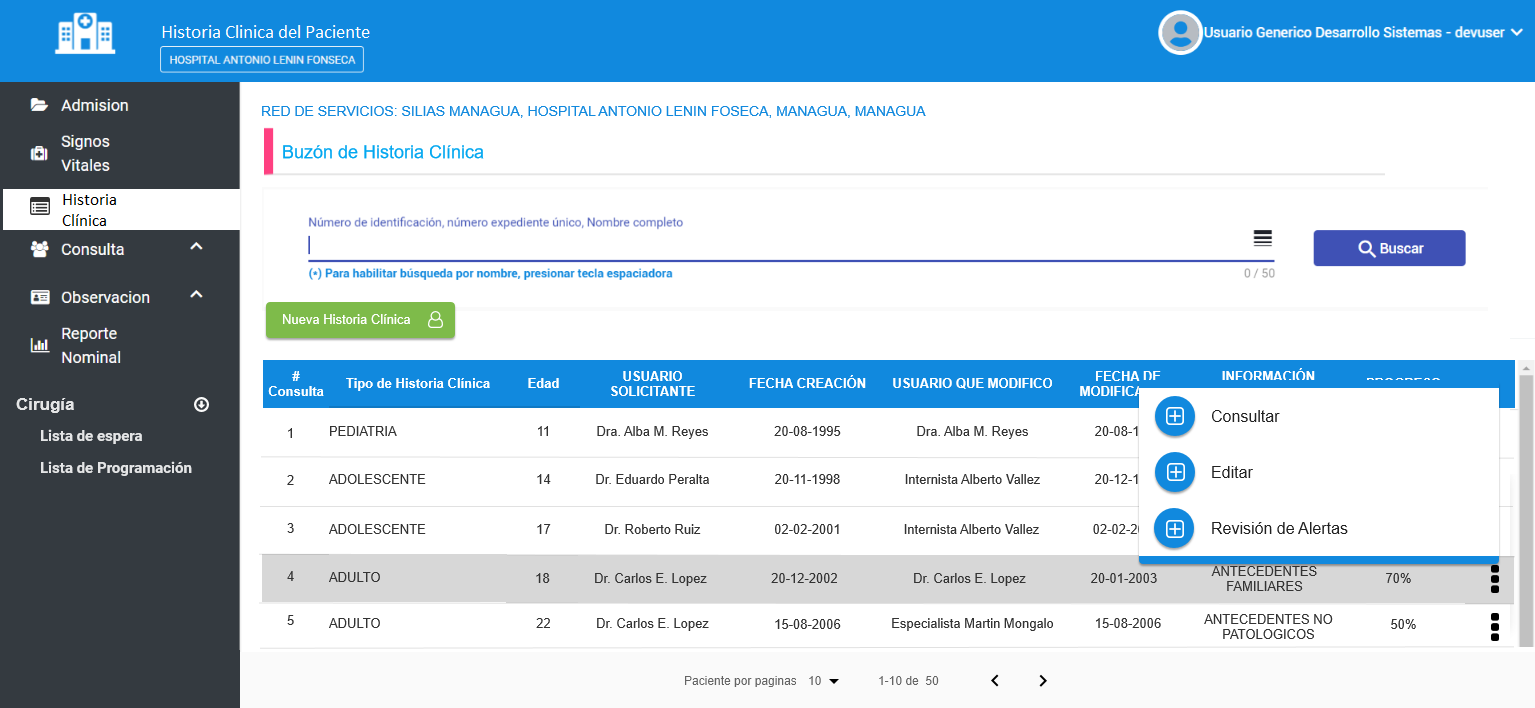 Historia Clinica del Paciente
HOSPITAL ANTONIO LENIN FONSECA
Usuario Generico Desarrollo Sistemas - devuser
Admision
Signos
Vitales
Historia
Clínica
Consulta
Observacion
Reporte
Nominal
Cirugía
Lista de espera
Lista de Programación
RED DE SERVICIOS: SILIAS MANAGUA, HOSPITAL ANTONIO LENIN FOSECA, MANAGUA, MANAGUA
Buzón de Historia Clínica
Número de identificación, número expediente único, Nombre completo
(*) Para habilitar búsqueda por nombre, presionar tecla espaciadora
0 / 50
Buscar
Nueva Historia Clínica
# Consulta Tipo de Historia Clínica Edad USUARIO SOLICITANTE FECHA CREACIÓN USUARIO QUE MODIFICO FECHA DE INFORMACIÓN
1 PEDIATRIA 11 Dra. Alba M. Reyes 20-08-1995 Dra. Alba M. Reyes 20-08-1
2 ADOLESCENTE 14 Dr. Eduardo Peralta 20-11-1998 Internista Alberto Vallez 20-12-1
3 ADOLESCENTE 17 Dr. Roberto Ruiz 02-02-2001 Internista Alberto Vallez 02-02-20
4 ADULTO 18 Dr. Carlos E. Lopez 20-12-2002 Dr. Carlos E. Lopez 20-01-2003 ANTECEDENTES FAMILIARES 70%
5 ADULTO 22 Dr. Carlos E. Lopez 15-08-2006 Especialista Martin Mongalo 15-08-2006 ANTECEDENTES NO PATOLOGICOS 50%
Consultar
Editar
Revisión de Alertas
Paciente por paginas 10 1-10 de 50